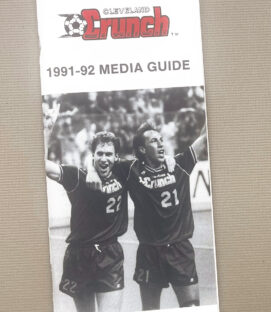 CLEVELAND
Crunch TM
1991-92 MEDIA GUIDE
Crunch
22
Crunch
21
22
21